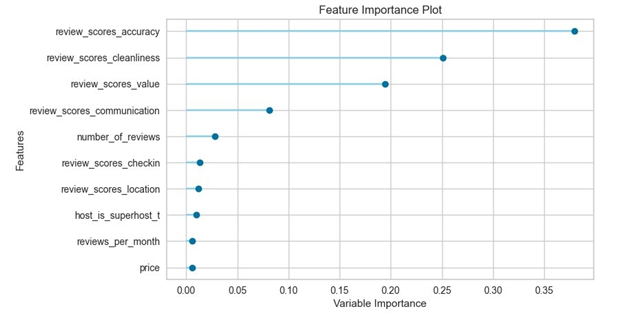 Feature Importance Plot
review_scores_accuracy
review_scores_cleanliness
review_scores_value
review_scores_communication
number_of_reviews
review_scores_checkin
review_scores_location
host_is_superhost_t
reviews_per_month
price
Features
0.00 0.05 0.10 0.15 0.20 0.25 0.30 0.35
Variable Importance